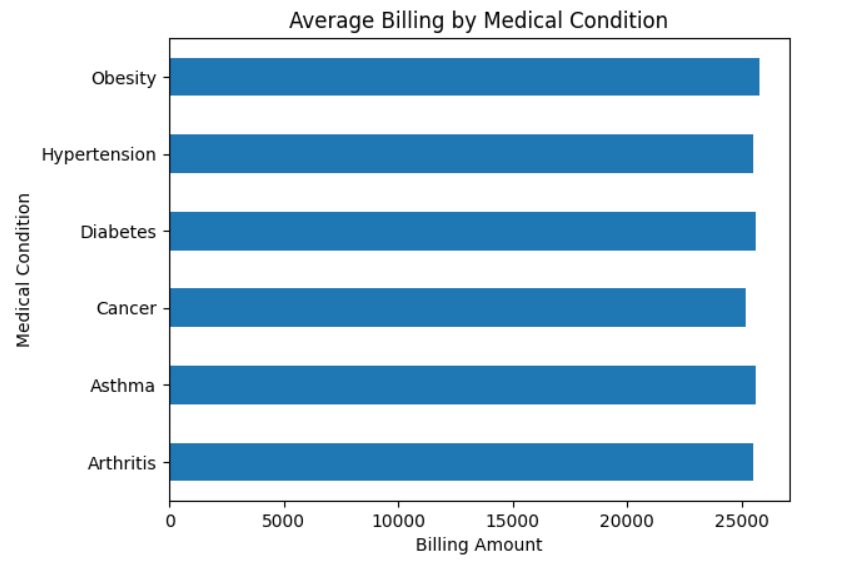 Average Billing by Medical Condition
Medical Condition
Obesity
Hypertension
Diabetes
Cancer
Asthma
Arthritis
0 5000 10000 15000 20000 25000
Billing Amount